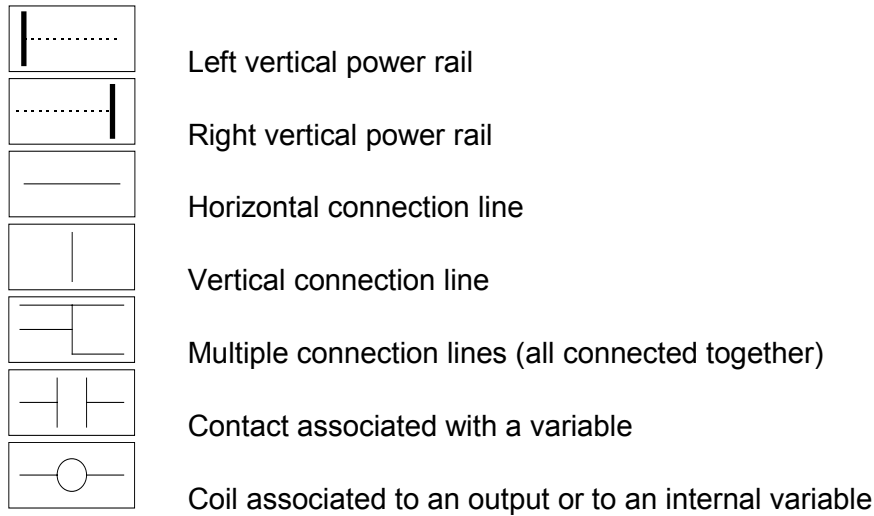 Left vertical power rail
Right vertical power rail
Horizontal connection line
Vertical connection line
Multiple connection lines (all connected together)
Contact associated with a variable
Coil associated to an output or to an internal variable